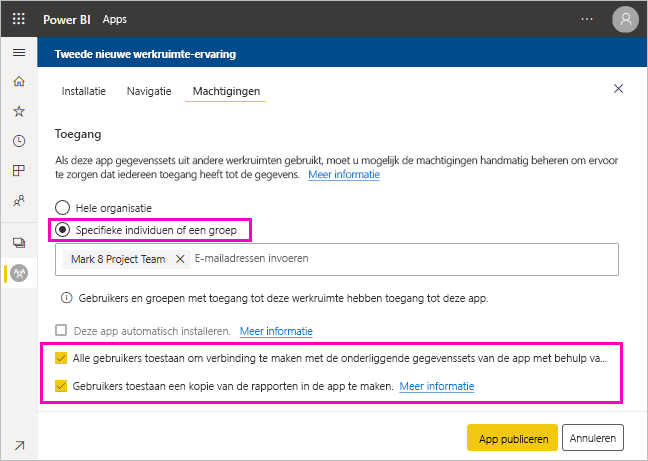 Power BI Apps
Tweede nieuwe werkruimte-ervaring
Installatie Navigatie Machtigingen
Toegang
Als deze app gegevenssets uit andere werkruimten gebruikt, moet u mogelijk de machtigingen handmatig beheren om ervoor
te zorgen dat iedereen toegang heeft tot de gegevens. Meer informatie
Hele organisatie
Specifieke individuen of een groep
Mark 8 Project Team E-mailadressen invoeren
Gebruikers en groepen met toegang tot deze werkruimte hebben toegang tot deze app.
Deze app automatisch installeren. Meer informatie
Alle gebruikers toestaan om verbinding te maken met de onderliggende gegevenssets van de app met behulp va...
Gebruikers toestaan een kopie van de rapporten in de app te maken. Meer informatie
App publiceren Annuleren